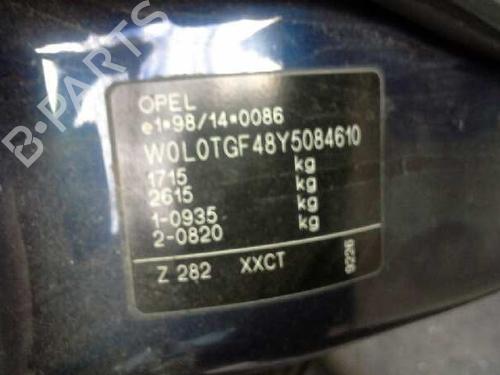 B-PARTS
OPEL
e1*98/14*0086
W0L0TGF48Y5084610
1715 kg
2615 kg
1-0935 kg
2-0820 kg
Z 282 XXCT
9226